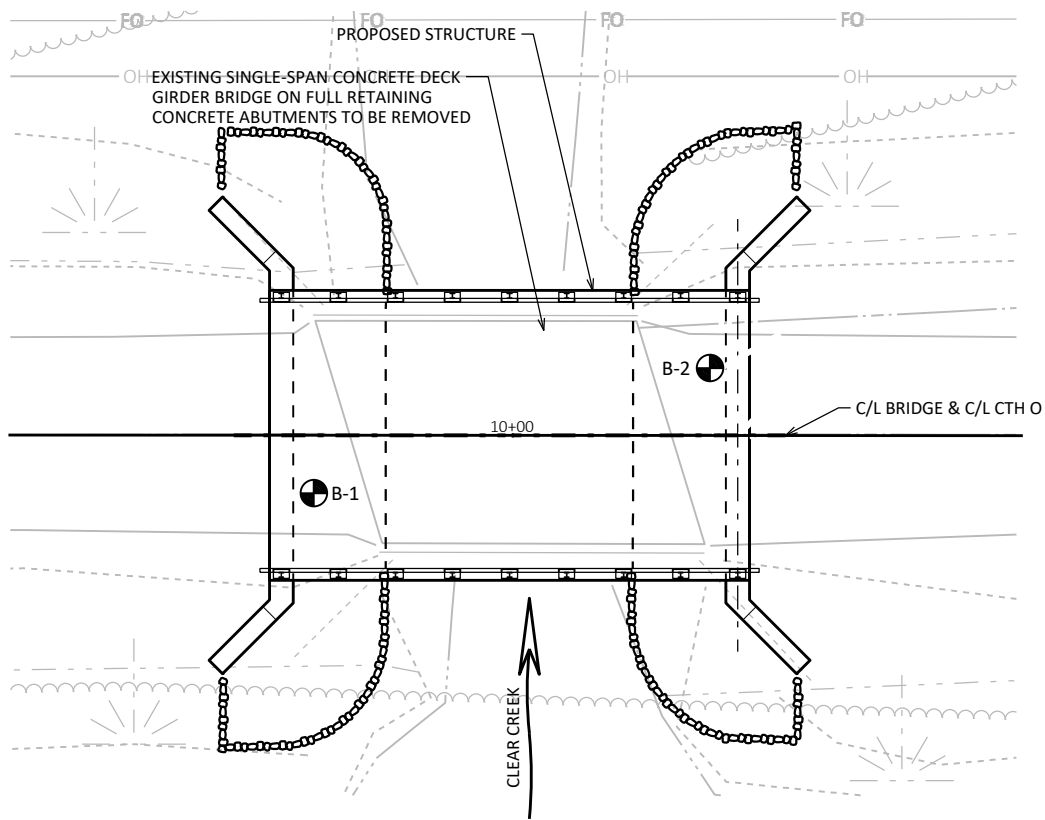 FO FO FO FO
PROPOSED STRUCTURE
OH OH OH OH
EXISTING SINGLE-SPAN CONCRETE DECK
GIRDER BRIDGE ON FULL RETAINING
CONCRETE ABUTMENTS TO BE REMOVED
B-2
C/L BRIDGE & C/L CTH O
10+00
B-1
CLEAR CREEK